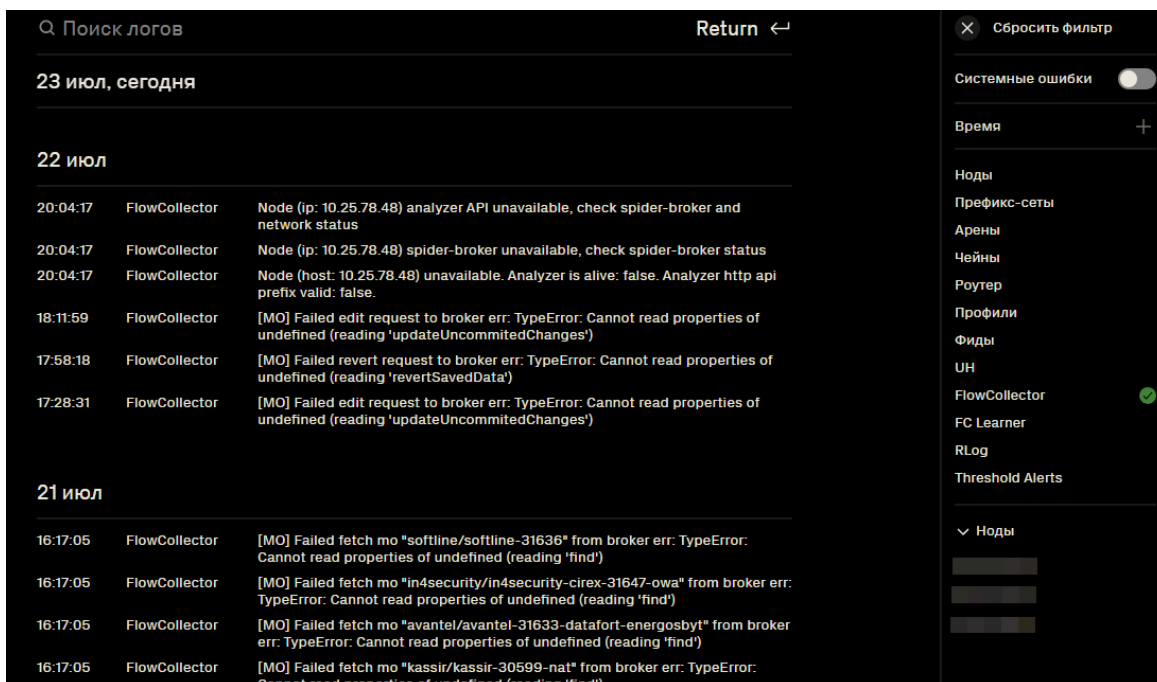 Поиск логов
Return
23 июл, сегодня
22 июл
20:04:17 FlowCollector Node (ip: 10.25.78.48) analyzer API unavailable, check spider-broker and
network status
20:04:17 FlowCollector Node (ip: 10.25.78.48) spider-broker unavailable, check spider-broker status
20:04:17 FlowCollector Node (host: 10.25.78.48) unavailable. Analyzer is alive: false. Analyzer http api
prefix valid: false.
18:11:59 FlowCollector [MO] Failed edit request to broker err: TypeError: Cannot read properties of
undefined (reading 'updateUncommitedChanges')
17:58:18 FlowCollector [MO] Failed revert request to broker err: TypeError: Cannot read properties of
undefined (reading 'revertSavedData')
17:28:31 FlowCollector [MO] Failed edit request to broker err: TypeError: Cannot read properties of
undefined (reading 'updateUncommitedChanges')
21 июл
16:17:05 FlowCollector [MO] Failed fetch mo "softline/softline-31636" from broker err: TypeError:
Cannot read properties of undefined (reading 'find')
16:17:05 FlowCollector [MO] Failed fetch mo "in4security/in4security-cirex-31647-owa" from broker err:
TypeError: Cannot read properties of undefined (reading 'find')
16:17:05 FlowCollector [MO] Failed fetch mo "avantel/avantel-31633-datafort-energosbyt" from broker
err: TypeError: Cannot read properties of undefined (reading 'find')
16:17:05 FlowCollector [MO] Failed fetch mo "kassir/kassir-30599-nat" from broker err: TypeError:
Cannot read properties of undefined (reading 'find')
Сбросить фильтр
Системные ошибки
Время
Ноды
Префикс-сеты
Арены
Чейны
Роутер
Профили
Фиды
UH
FlowCollector
FC Learner
RLog
Threshold Alerts
Ноды